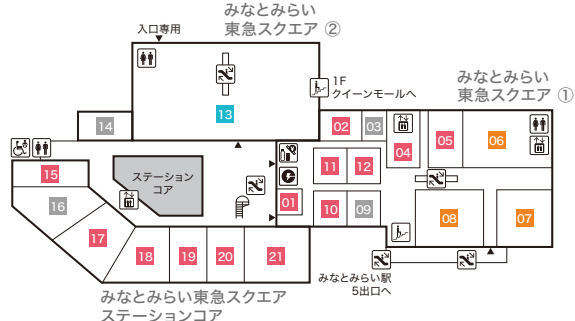 みなとみらい
東急スクエア ②
入口専用
1F
クイーンモールへ
みなとみらい
東急スクエア ①
13
14
02
03
04
05
06
15
ステーション
コア
11
12
16
01
10
09
08
07
17
18
19
20
21
みなとみらい駅
5出口へ
みなとみらい東急スクエア
ステーションコア